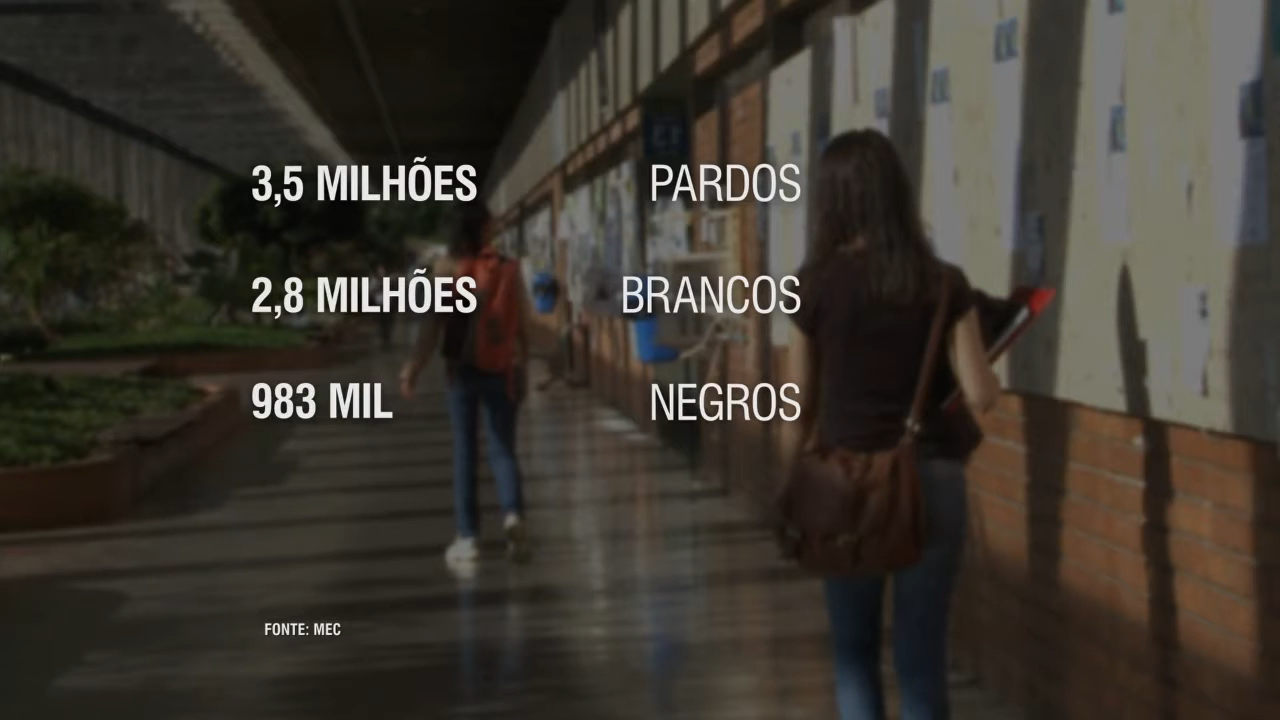 3,5 MILHÕES PARDOS
2,8 MILHÕES BRANCOS
983 MIL NEGROS
FONTE: MEC